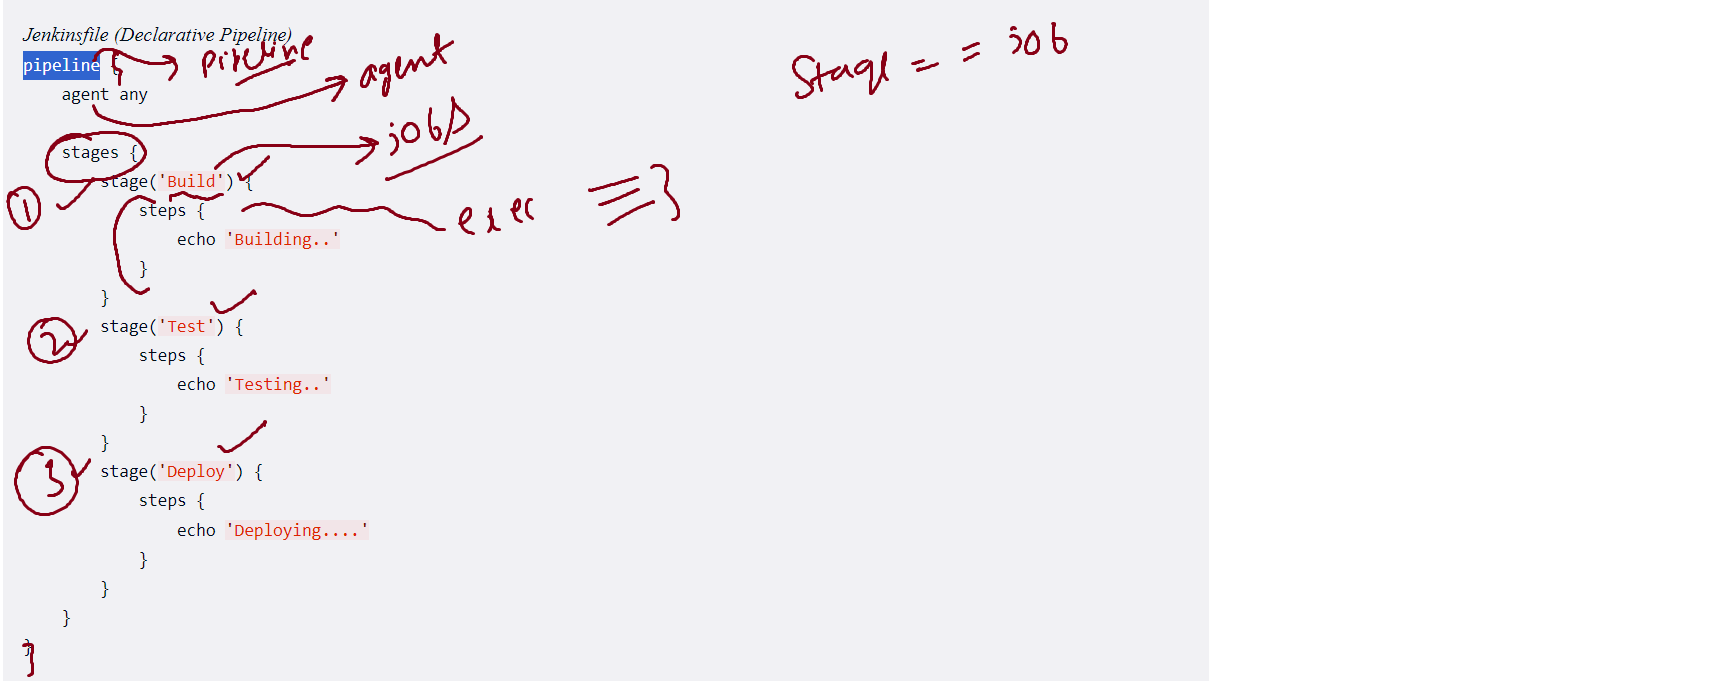 Jenkinsfile (Declarative Pipeline)
pipeline { pipeline
agent any agent
Stage == job
stages { jobs
① stage('Build') {
steps { exec
echo 'Building..'
}
}
② stage('Test') {
steps {
echo 'Testing..'
}
}
③ stage('Deploy') {
steps {
echo 'Deploying....'
}
}
}
}